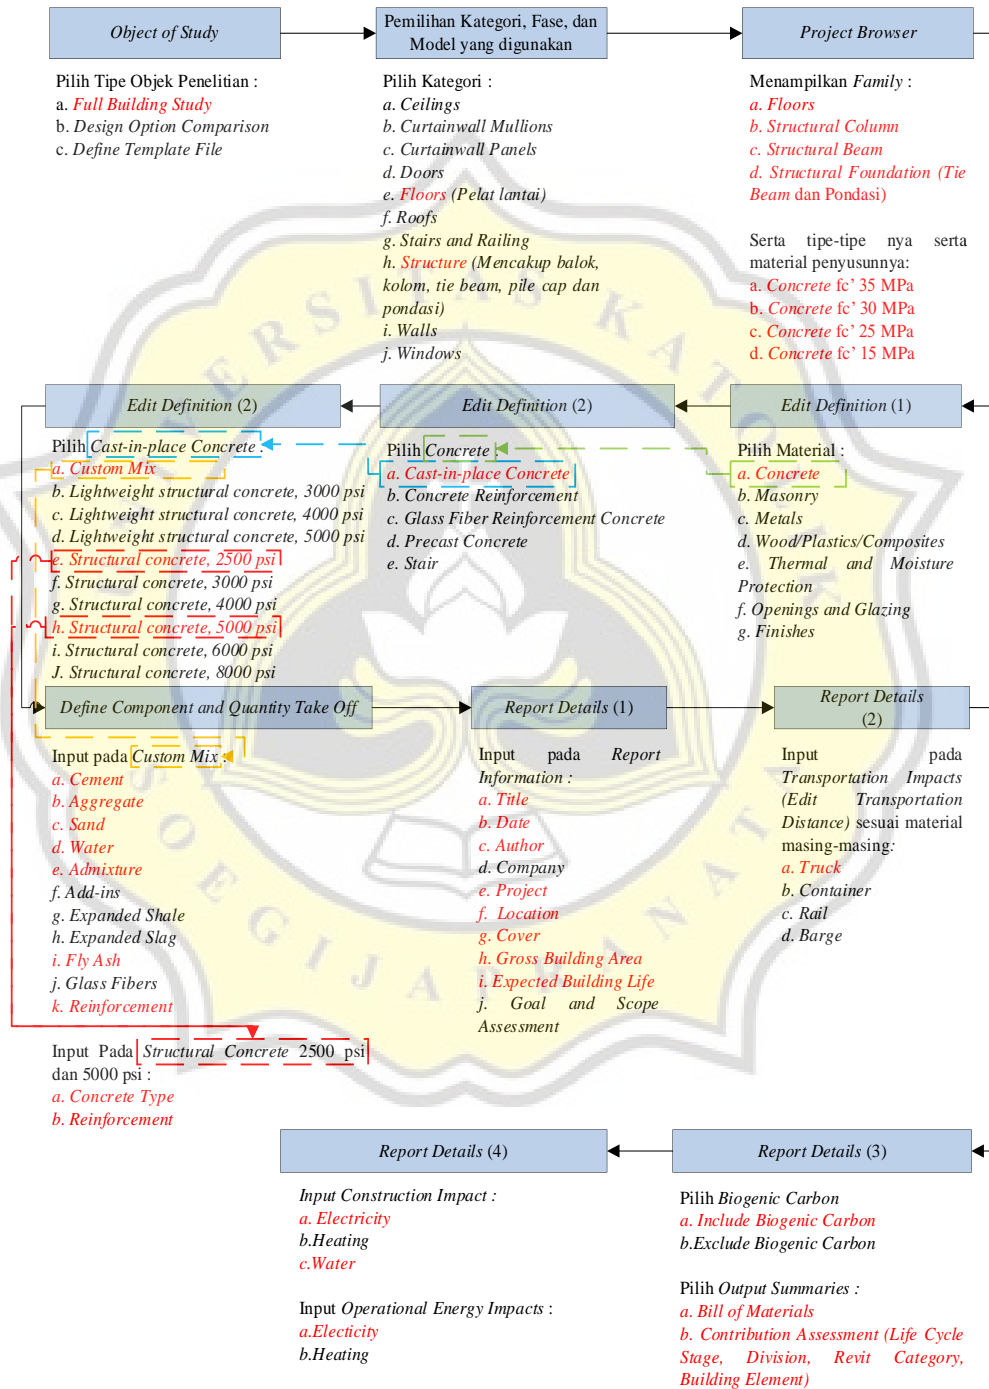 Object of Study
Pilih Tipe Objek Penelitian :
a. Full Building Study
b. Design Option Comparison
c. Define Template File
Pemilihan Kategori, Fase, dan
Model yang digunakan
Pilih Kategori :
a. Ceilings
b. Curtainwall Mullions
c. Curtainwall Panels
d. Doors
e. Floors (Pelat lantai)
f. Roofs
g. Stairs and Railing
h. Structure (Mencakup balok,
kolom, tie beam, pile cap dan
pondasi)
i. Walls
j. Windows
Project Browser
Menampilkan Family :
a. Floors
b. Structural Column
c. Structural Beam
d. Structural Foundation (Tie
Beam dan Pondasi)
Serta tipe-tipe nya serta
material penyusunnya:
a. Concrete fc' 35 MPa
b. Concrete fc' 30 MPa
c. Concrete fc' 25 MPa
d. Concrete fc' 15 MPa
Edit Definition (1)
Pilih Material :
a. Concrete
b. Masonry
c. Metals
d. Wood/Plastics/Composites
e. Thermal and Moisture
Protection
f. Openings and Glazing
g. Finishes
Edit Definition (2)
Pilih Concrete :
a. Cast-in-place Concrete
b. Concrete Reinforcement
c. Glass Fiber Reinforcement Concrete
d. Precast Concrete
e. Stair
Edit Definition (2)
Pilih Cast-in-place Concrete :
a. Custom Mix
b. Lightweight structural concrete, 3000 psi
c. Lightweight structural concrete, 4000 psi
d. Lightweight structural concrete, 5000 psi
e. Structural concrete, 2500 psi
f. Structural concrete, 3000 psi
g. Structural concrete, 4000 psi
h. Structural concrete, 5000 psi
i. Structural concrete, 6000 psi
J. Structural concrete, 8000 psi
Define Component and Quantity Take Off
Input pada Custom Mix :
a. Cement
b. Aggregate
c. Sand
d. Water
e. Admixture
f. Add-ins
g. Expanded Shale
h. Expanded Slag
i. Fly Ash
j. Glass Fibers
k. Reinforcement
Input Pada Structural Concrete 2500 psi
dan 5000 psi :
a. Concrete Type
b. Reinforcement
Report Details (1)
Input pada Report
Information :
a. Title
b. Date
c. Author
d. Company
e. Project
f. Location
g. Cover
h. Gross Building Area
i. Expected Building Life
j. Goal and Scope
Assessment
Report Details
(2)
Input pada
Transportation Impacts
(Edit Transportation
Distance) sesuai material
masing-masing:
a. Truck
b. Container
c. Rail
d. Barge
Report Details (3)
Pilih Biogenic Carbon
a. Include Biogenic Carbon
b.Exclude Biogenic Carbon
Pilih Output Summaries :
a. Bill of Materials
b. Contribution Assessment (Life Cycle
Stage, Division, Revit Category,
Building Element)
Report Details (4)
Input Construction Impact :
a. Electricity
b.Heating
c.Water
Input Operational Energy Impacts :
a.Electicity
b.Heating
UNIVERSITAS KATOLIK
SOEGIJAPRANATA